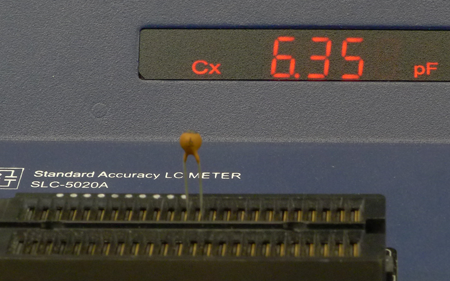 Cx 6.35 pF
Standard Accuracy LC METER
SLC-5020A